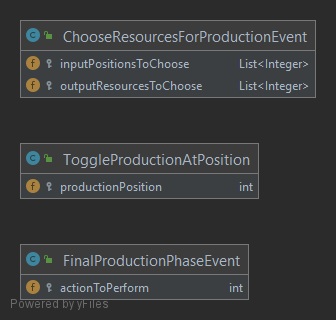 ChooseResourcesForProductionEvent
inputPositionsToChoose List<Integer>
outputResourcesToChoose List<Integer>
ToggleProductionAtPosition
productionPosition int
FinalProductionPhaseEvent
actionToPerform int
Powered by yFiles